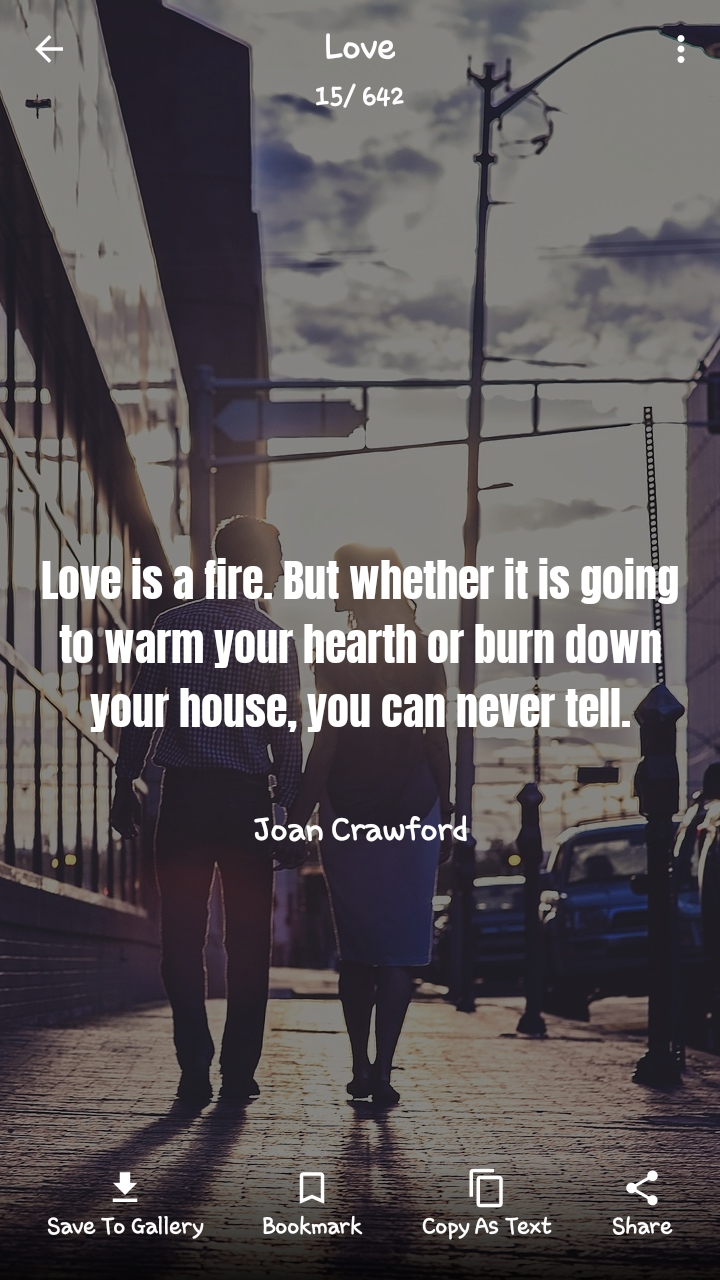 Love
15/ 642
Love is a fire. But whether it is going
to warm your hearth or burn down
your house, you can never tell.
Joan Crawford
Save To Gallery
Bookmark
Copy As Text
Share